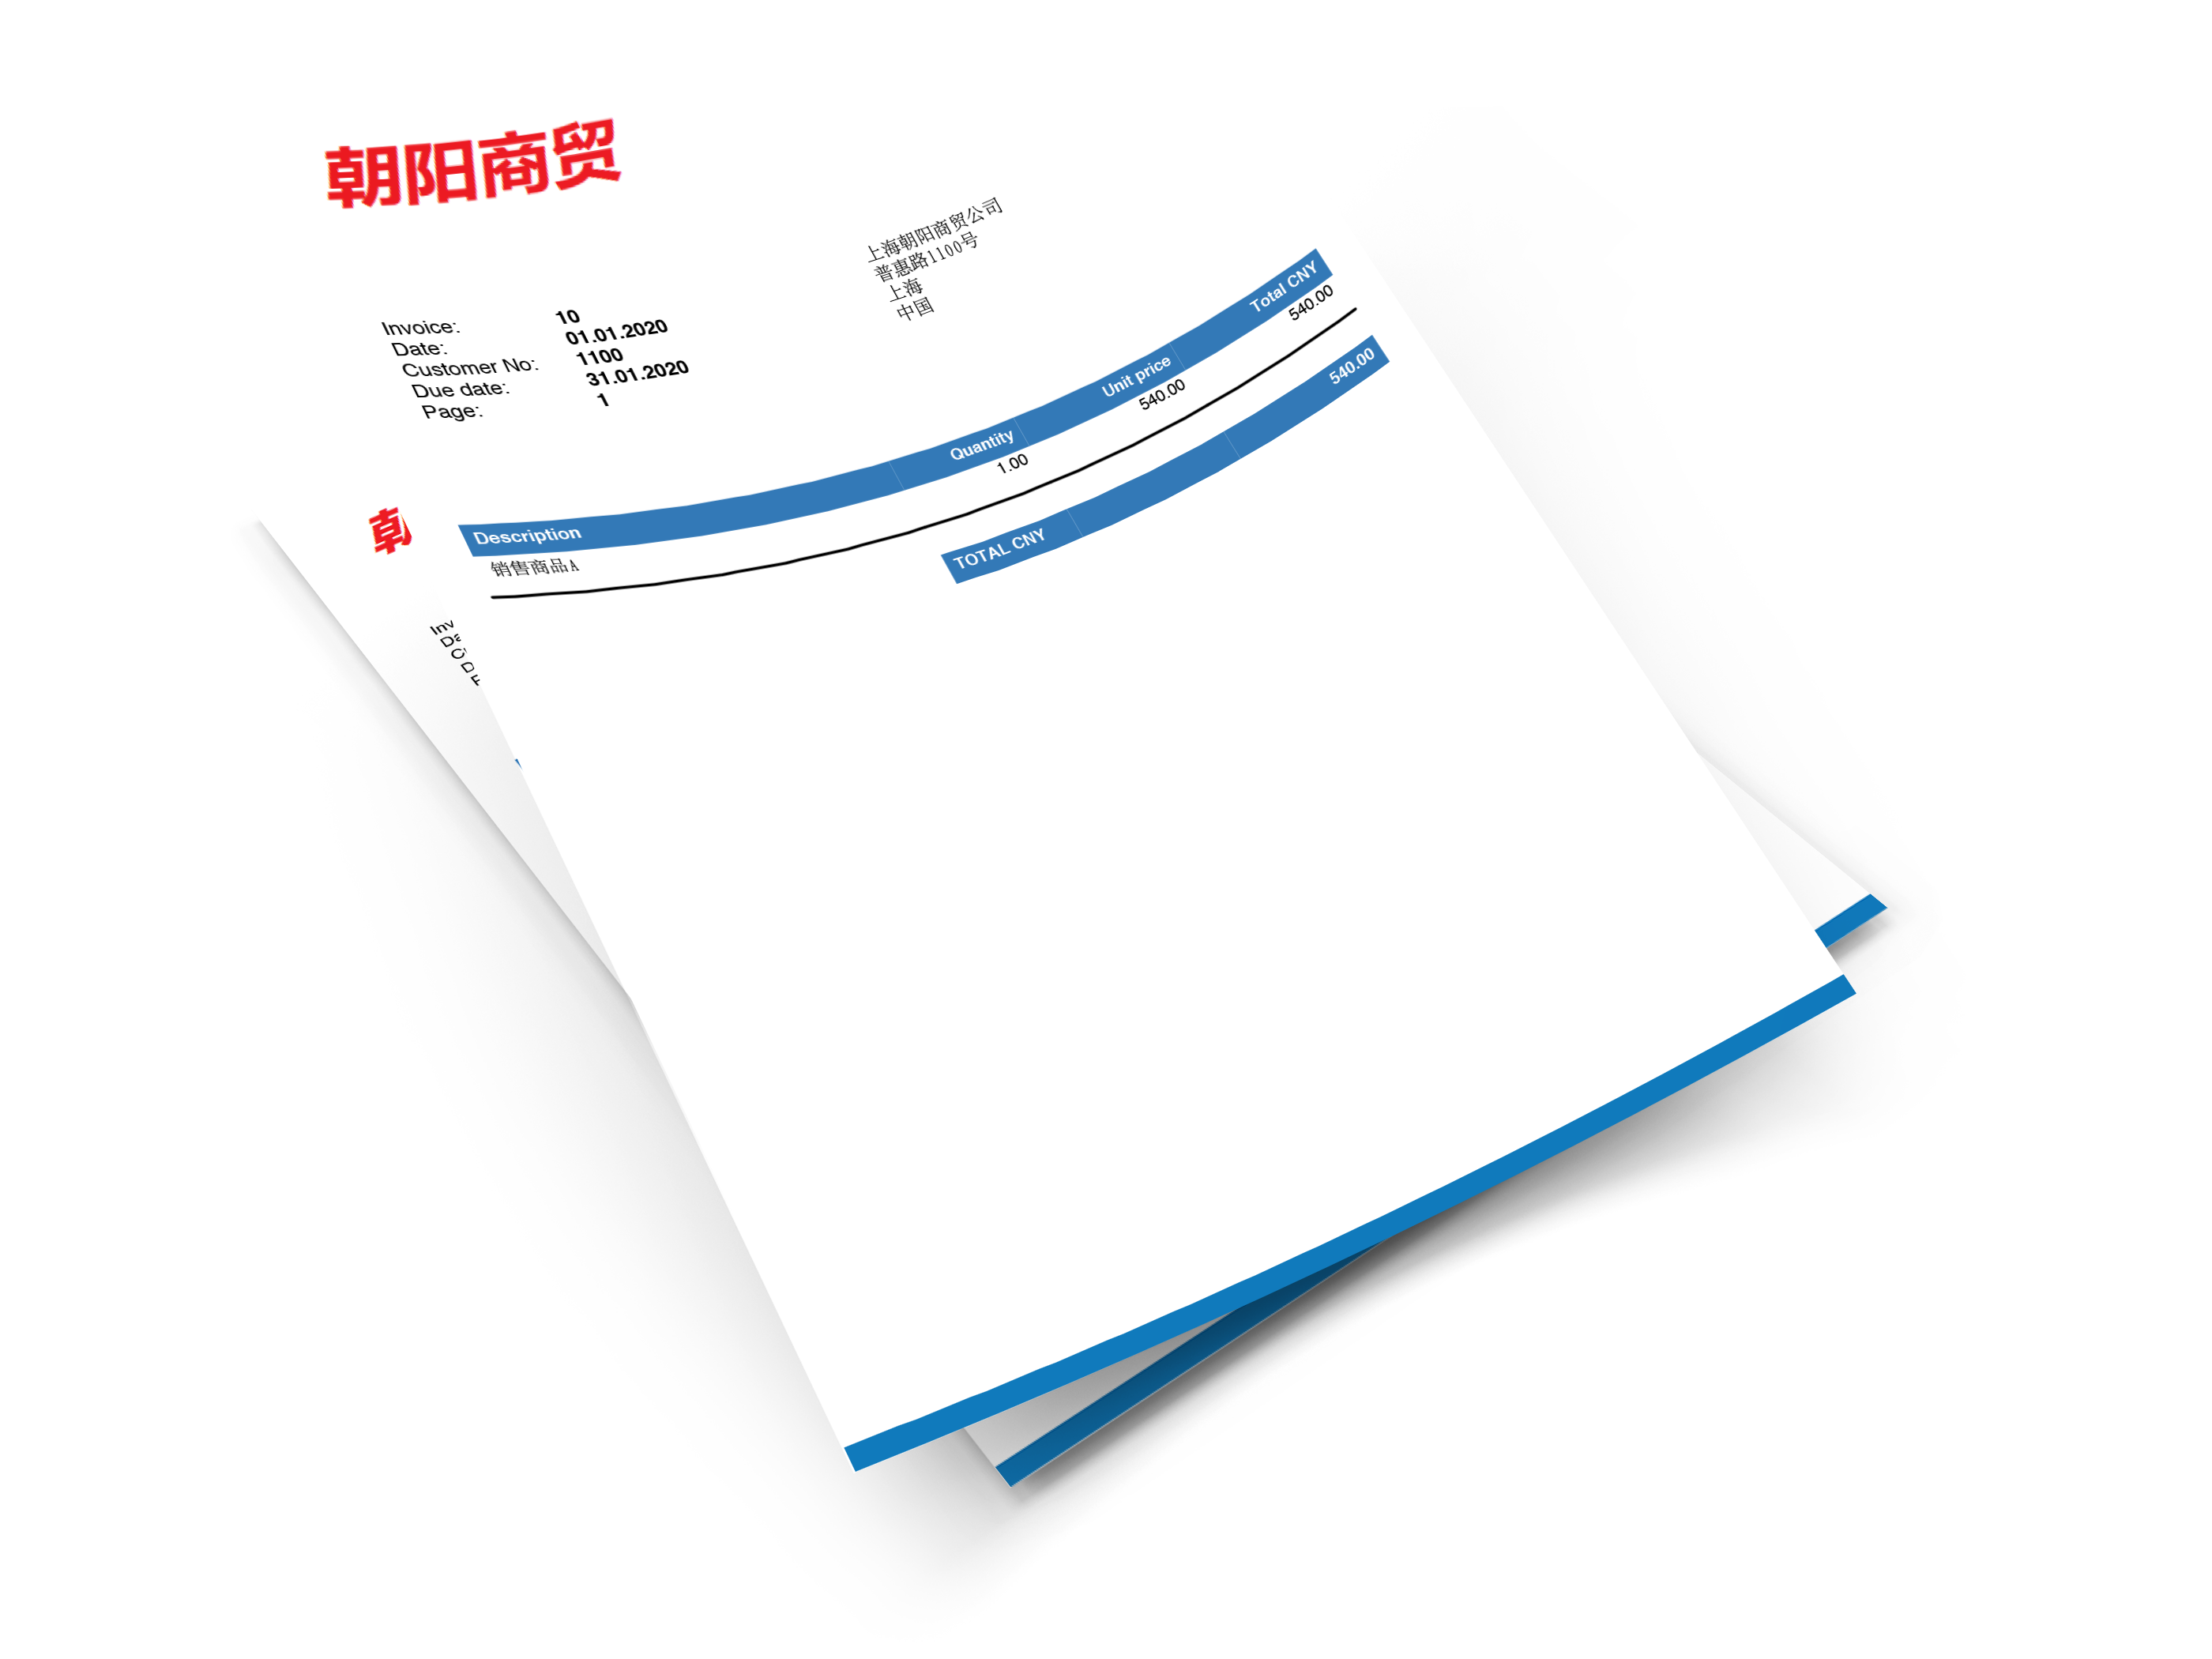 朝阳商贸
上海朝阳商贸公司
普惠路1100号
上海
中国
Invoice: 10
Date: 01.01.2020
Customer No: 1100
Due date: 31.01.2020
Page: 1
Description Quantity Unit price Total CNY
销售商品A 1.00 540.00 540.00
TOTAL CNY 540.00
朝